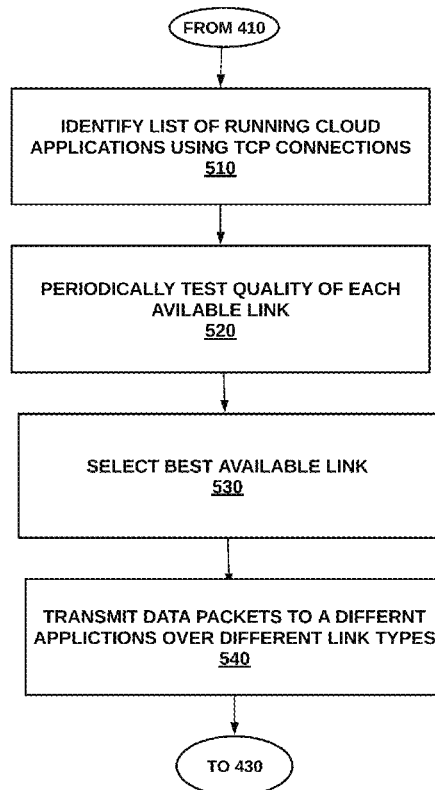 FROM 410
IDENTIFY LIST OF RUNNING CLOUD
APPLICATIONS USING TCP CONNECTIONS
510
PERIODICALLY TEST QUALITY OF EACH
AVILABLE LINK
520
SELECT BEST AVAILABLE LINK
530
TRANSMIT DATA PACKETS TO A DIFFERNT
APPLICTIONS OVER DIFFERENT LINK TYPES
540
TO 430